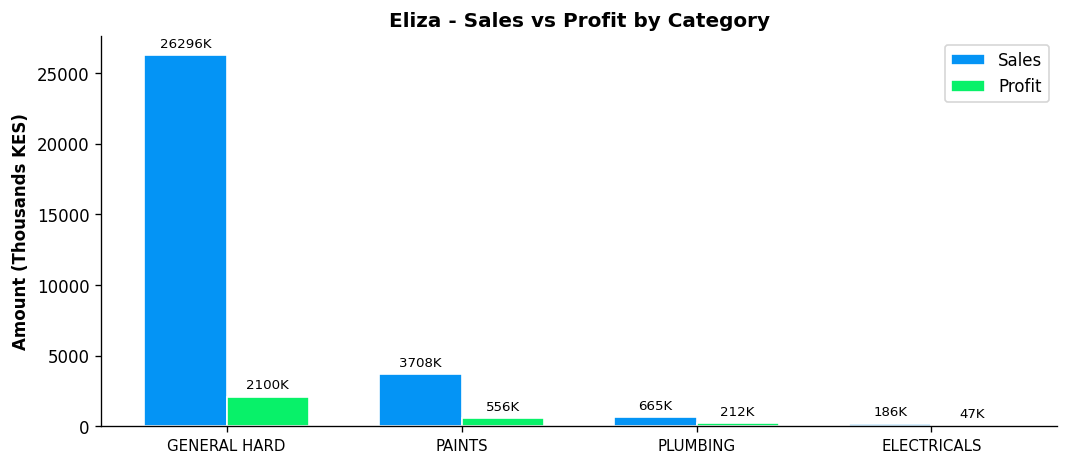 Eliza - Sales vs Profit by Category
Amount (Thousands KES)
25000
20000
15000
10000
5000
0
26296K
2100K
3708K
556K
665K
212K
186K
47K
GENERAL HARD
PAINTS
PLUMBING
ELECTRICALS
Sales
Profit